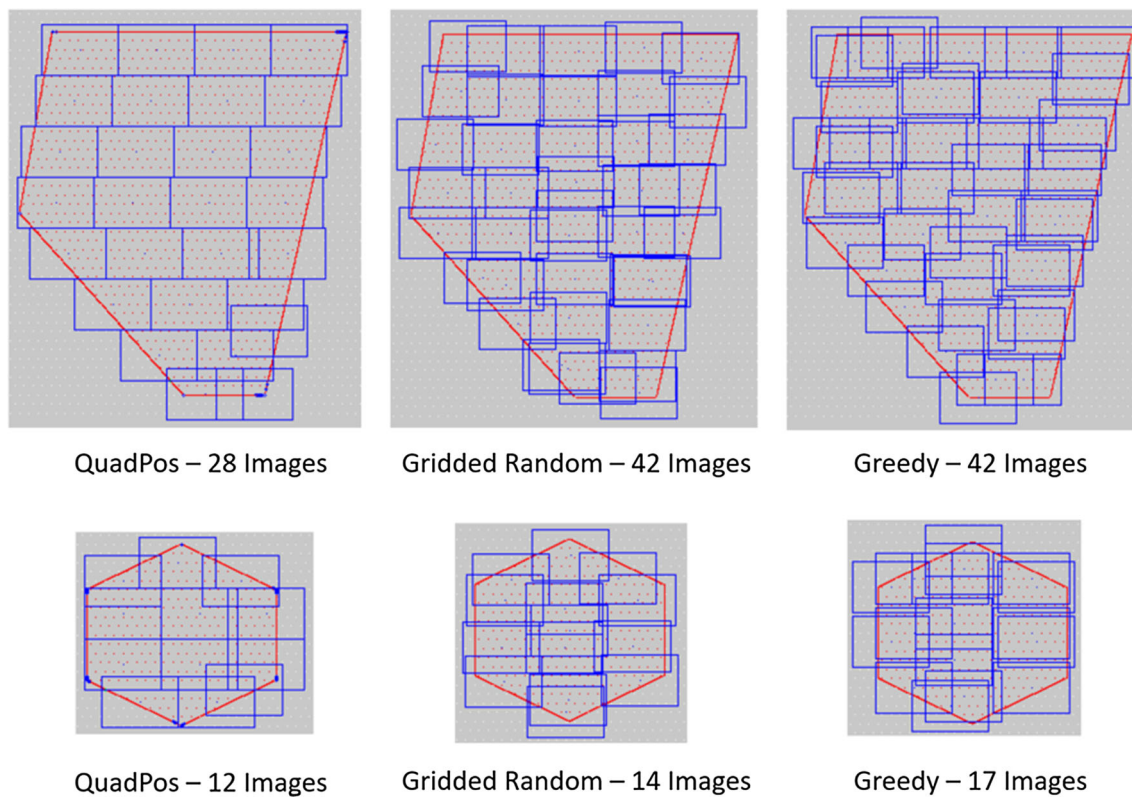 QuadPos – 28 Images
Gridded Random – 42 Images
Greedy – 42 Images
QuadPos – 12 Images
Gridded Random – 14 Images
Greedy – 17 Images